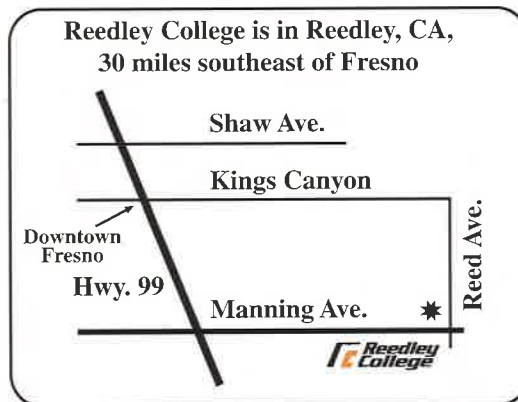 Reedley College is in Reedley, CA,
30 miles southeast of Fresno
Shaw Ave.
Kings Canyon
Downtown
Fresno
Reed Ave.
Hwy. 99
Manning Ave.
Reedley
College